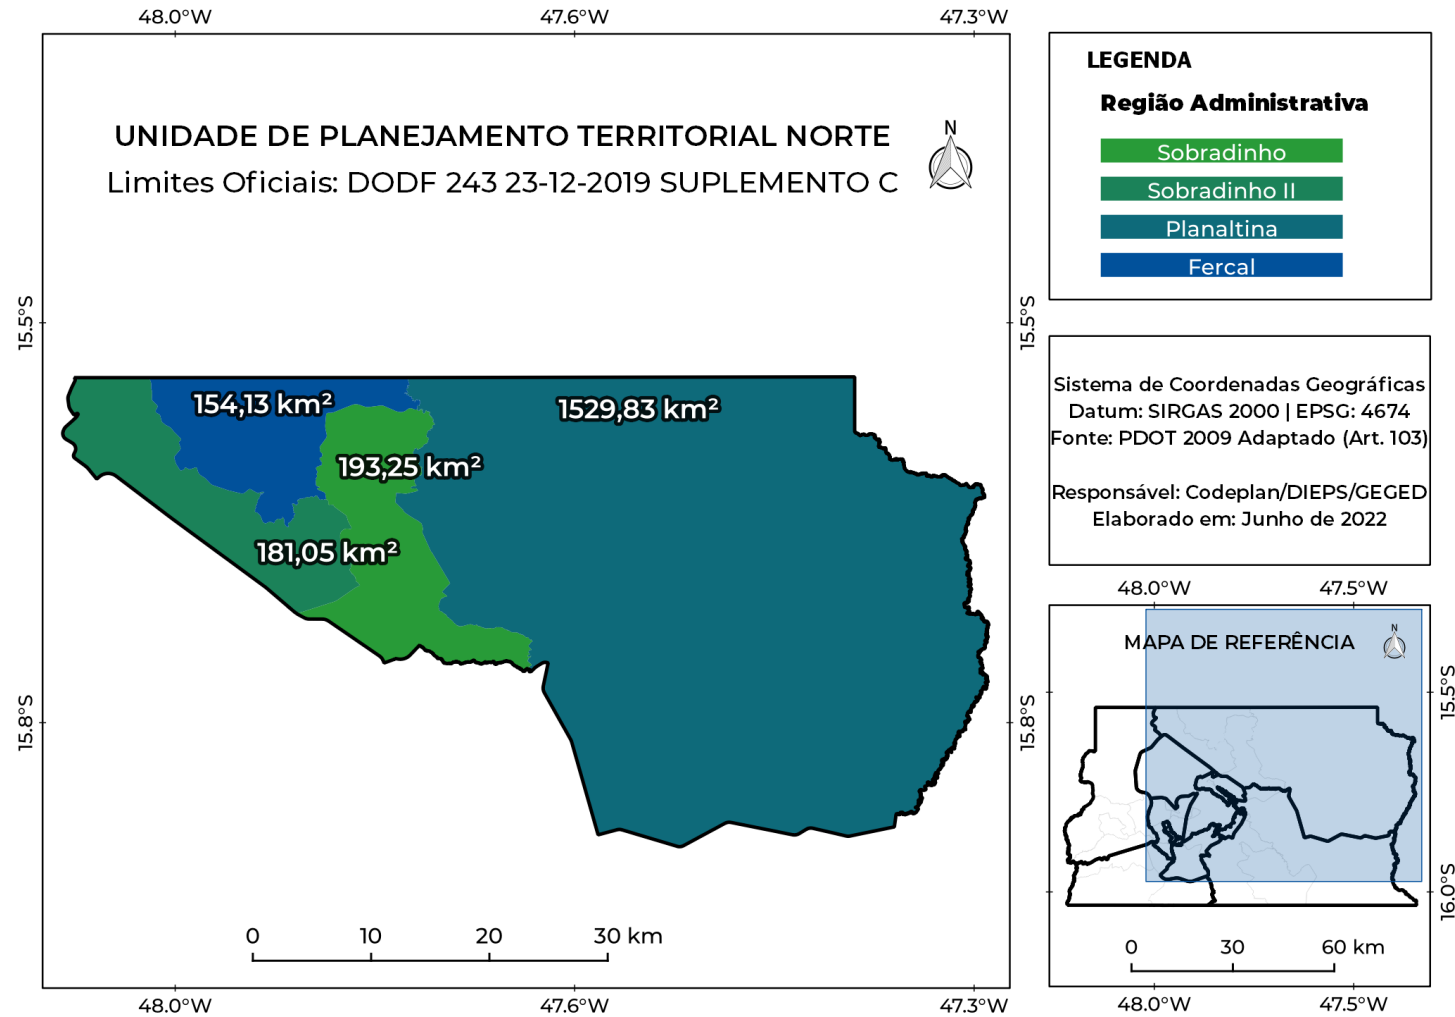 48.0°W
47.6°W
47.3°W
UNIDADE DE PLANEJAMENTO TERRITORIAL NORTE
Limites Oficiais: DODF 243 23-12-2019 SUPLEMENTO C
N
15.5°S
15.5°S
154,13 km²
1529,83 km²
193,25 km²
181,05 km²
15.8°S
15.8°S
0
10
20
30 km
48.0°W
47.6°W
47.3°W
LEGENDA
Região Administrativa
Sobradinho
Sobradinho II
Planaltina
Fercal
Sistema de Coordenadas Geográficas
Datum: SIRGAS 2000 | EPSG: 4674
Fonte: PDOT 2009 Adaptado (Art. 103)
Responsável: Codeplan/DIEPS/GEGED
Elaborado em: Junho de 2022
48.0°W
47.5°W
MAPA DE REFERÊNCIA
N
15.5°S
16.0°S
0
30
60 km
48.0°W
47.5°W